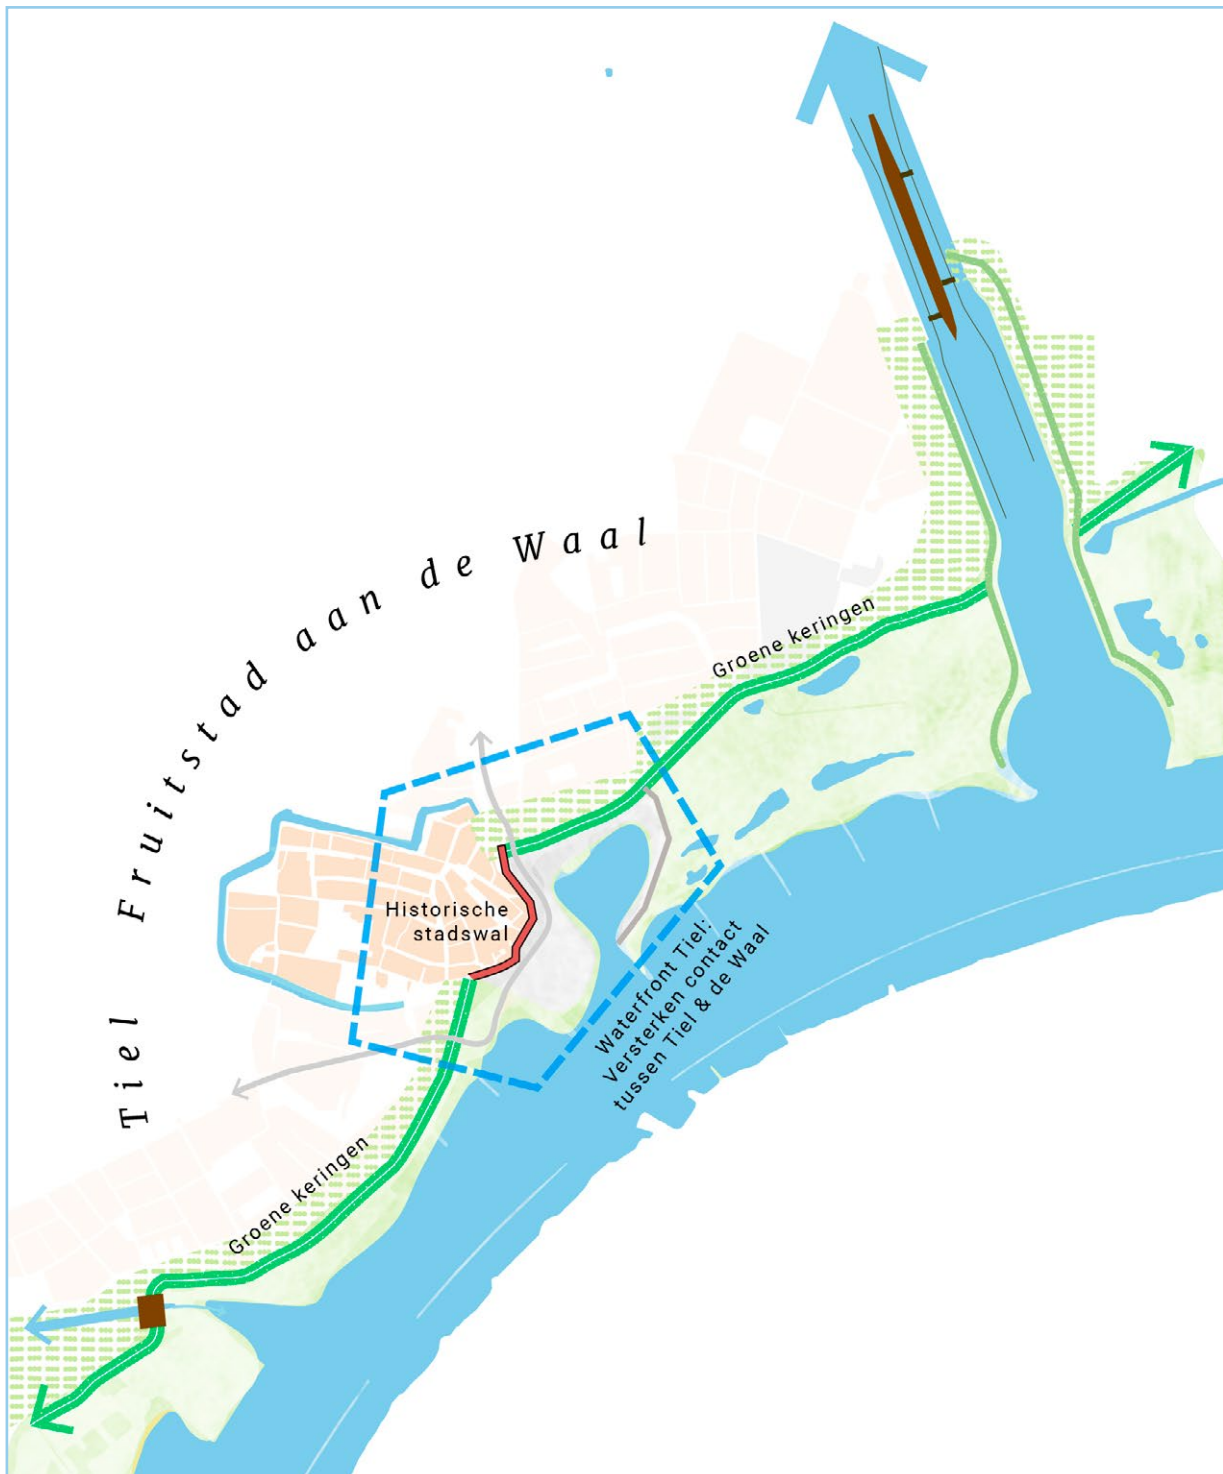 Tiel Fruitstad aan de Waal
Groene keringen
Historische
stadswal
Waterfront Tiel:
Versterken contact
tussen Tiel & de Waal
Groene keringen